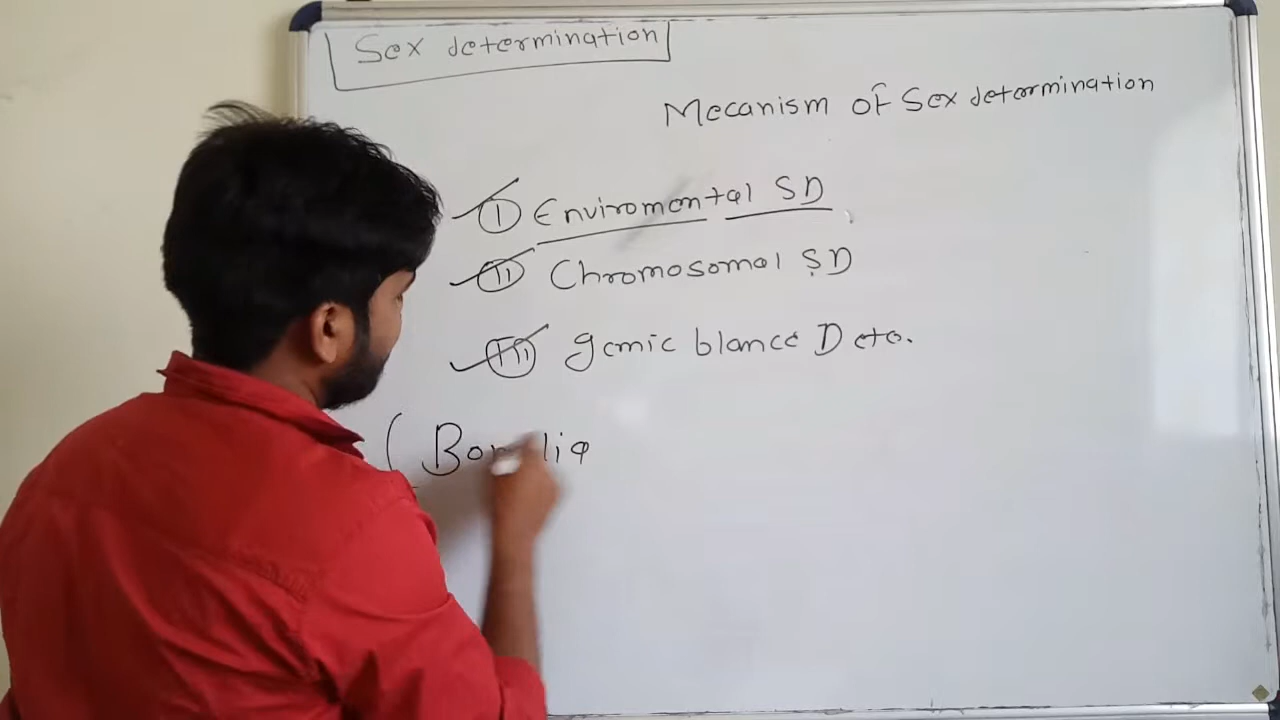 Sex determination
Mecanism of Sex determination
I Enviromental SD
II Chromosomal SD
III genic blance Deto.